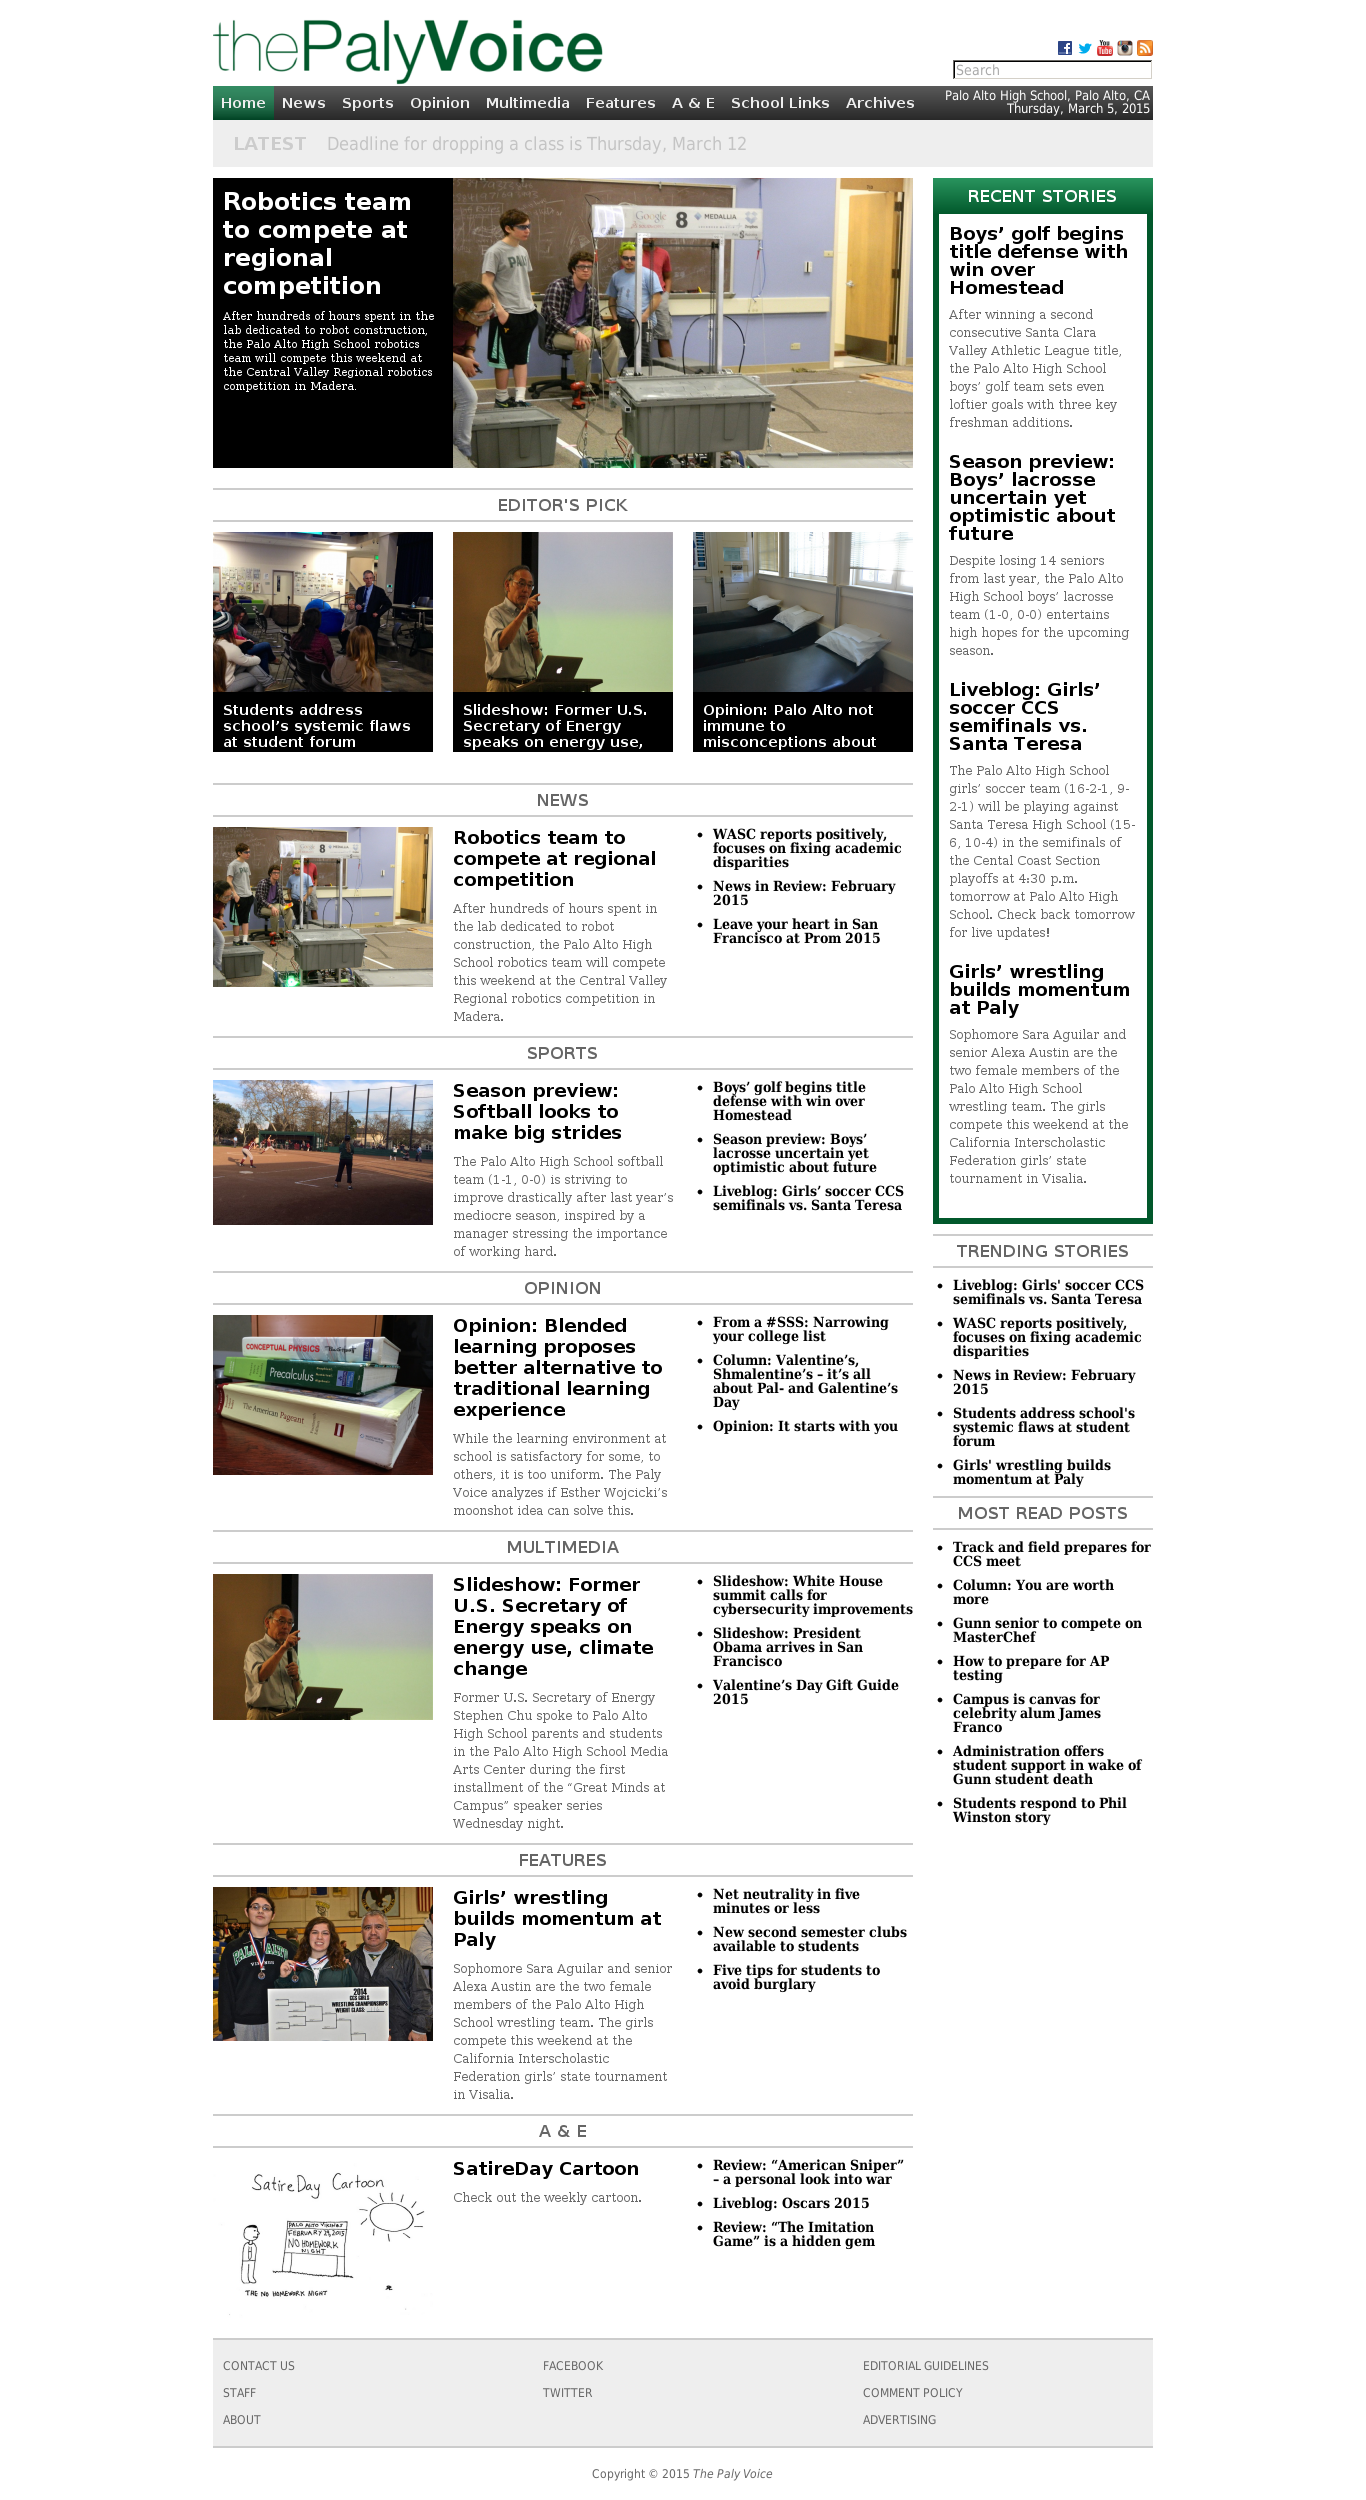 thePalyVoice
Search
Home News Sports Opinion Multimedia Features A & E School Links Archives
Palo Alto High School, Palo Alto, CA
Thursday, March 5, 2015
LATEST Deadline for dropping a class is Thursday, March 12
Robotics team
to compete at
regional
competition
After hundreds of hours spent in the
lab dedicated to robot construction,
the Palo Alto High School robotics
team will compete this weekend at
the Central Valley Regional robotics
competition in Madera.
Google 8 MEDALLIA
EDITOR'S PICK
Students address
school’s systemic flaws
at student forum
Slideshow: Former U.S.
Secretary of Energy
speaks on energy use,
Opinion: Palo Alto not
immune to
misconceptions about
NEWS
8
Robotics team to
compete at regional
competition
After hundreds of hours spent in
the lab dedicated to robot
construction, the Palo Alto High
School robotics team will compete
this weekend at the Central Valley
Regional robotics competition in
Madera.
• WASC reports positively,
focuses on fixing academic
disparities
• News in Review: February
2015
• Leave your heart in San
Francisco at Prom 2015
SPORTS
Season preview:
Softball looks to
make big strides
The Palo Alto High School softball
team (1-1, 0-0) is striving to
improve drastically after last year’s
mediocre season, inspired by a
manager stressing the importance
of working hard.
• Boys’ golf begins title
defense with win over
Homestead
• Season preview: Boys’
lacrosse uncertain yet
optimistic about future
• Liveblog: Girls’ soccer CCS
semifinals vs. Santa Teresa
OPINION
CONCEPTUAL PHYSICS
Precalculus
The American Pageant
Opinion: Blended
learning proposes
better alternative to
traditional learning
experience
While the learning environment at
school is satisfactory for some, to
others, it is too uniform. The Paly
Voice analyzes if Esther Wojcicki’s
moonshot idea can solve this.
• From a #SSS: Narrowing
your college list
• Column: Valentine’s,
Shmalentine’s – it’s all
about Pal- and Galentine’s
Day
• Opinion: It starts with you
MULTIMEDIA
Slideshow: Former
U.S. Secretary of
Energy speaks on
energy use, climate
change
Former U.S. Secretary of Energy
Stephen Chu spoke to Palo Alto
High School parents and students
in the Palo Alto High School Media
Arts Center during the first
installment of the “Great Minds at
Campus” speaker series
Wednesday night.
• Slideshow: White House
summit calls for
cybersecurity improvements
• Slideshow: President
Obama arrives in San
Francisco
• Valentine’s Day Gift Guide
2015
FEATURES
PALO ALTO
2014
CCS GIRLS
WRESTLING CHAMPIONSHIPS
WEIGHT CLASS
Girls’ wrestling
builds momentum at
Paly
Sophomore Sara Aguilar and senior
Alexa Austin are the two female
members of the Palo Alto High
School wrestling team. The girls
compete this weekend at the
California Interscholastic
Federation girls’ state tournament
in Visalia.
• Net neutrality in five
minutes or less
• New second semester clubs
available to students
• Five tips for students to
avoid burglary
A & E
SatireDay Cartoon
PALO ALTO VIKINGS
NO HOMEWORK
NIGHT
THE NO HOMEWORK NIGHT
SatireDay Cartoon
Check out the weekly cartoon.
• Review: “American Sniper”
– a personal look into war
• Liveblog: Oscars 2015
• Review: “The Imitation
Game” is a hidden gem
RECENT STORIES
Boys’ golf begins
title defense with
win over
Homestead
After winning a second
consecutive Santa Clara
Valley Athletic League title,
the Palo Alto High School
boys’ golf team sets even
loftier goals with three key
freshman additions.
Season preview:
Boys’ lacrosse
uncertain yet
optimistic about
future
Despite losing 14 seniors
from last year, the Palo Alto
High School boys’ lacrosse
team (1-0, 0-0) entertains
high hopes for the upcoming
season.
Liveblog: Girls’
soccer CCS
semifinals vs.
Santa Teresa
The Palo Alto High School
girls’ soccer team (16-2-1, 9-
2-1) will be playing against
Santa Teresa High School (15-
6, 10-4) in the semifinals of
the Cental Coast Section
playoffs at 4:30 p.m.
tomorrow at Palo Alto High
School. Check back tomorrow
for live updates!
Girls’ wrestling
builds momentum
at Paly
Sophomore Sara Aguilar and
senior Alexa Austin are the
two female members of the
Palo Alto High School
wrestling team. The girls
compete this weekend at the
California Interscholastic
Federation girls’ state
tournament in Visalia.
TRENDING STORIES
• Liveblog: Girls' soccer CCS
semifinals vs. Santa Teresa
• WASC reports positively,
focuses on fixing academic
disparities
• News in Review: February
2015
• Students address school's
systemic flaws at student
forum
• Girls' wrestling builds
momentum at Paly
MOST READ POSTS
• Track and field prepares for
CCS meet
• Column: You are worth
more
• Gunn senior to compete on
MasterChef
• How to prepare for AP
testing
• Campus is canvas for
celebrity alum James
Franco
• Administration offers
student support in wake of
Gunn student death
• Students respond to Phil
Winston story
CONTACT US
STAFF
ABOUT
FACEBOOK
TWITTER
EDITORIAL GUIDELINES
COMMENT POLICY
ADVERTISING
Copyright © 2015 The Paly Voice